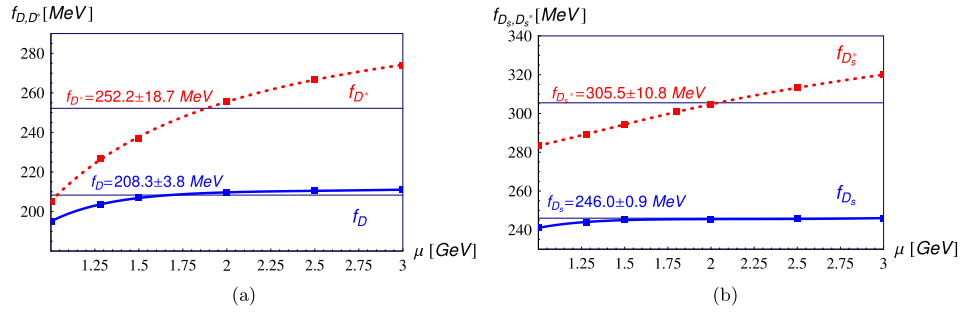 f_{D,D*}[MeV]
280
260
240
220
200
f_{D*}=252.2±18.7 MeV
f_{D*}
f_D=208.3±3.8 MeV
f_D
1.25 1.5 1.75 2 2.25 2.5 2.75 3 μ [GeV]
(a)
f_{D_s,D_s*}[MeV]
340
320
300
280
260
240
f_{D_s^*}
f_{D_s*}=305.5±10.8 MeV
f_{D_s}=246.0±0.9 MeV
f_{D_s}
1.25 1.5 1.75 2 2.25 2.5 2.75 3 μ [GeV]
(b)